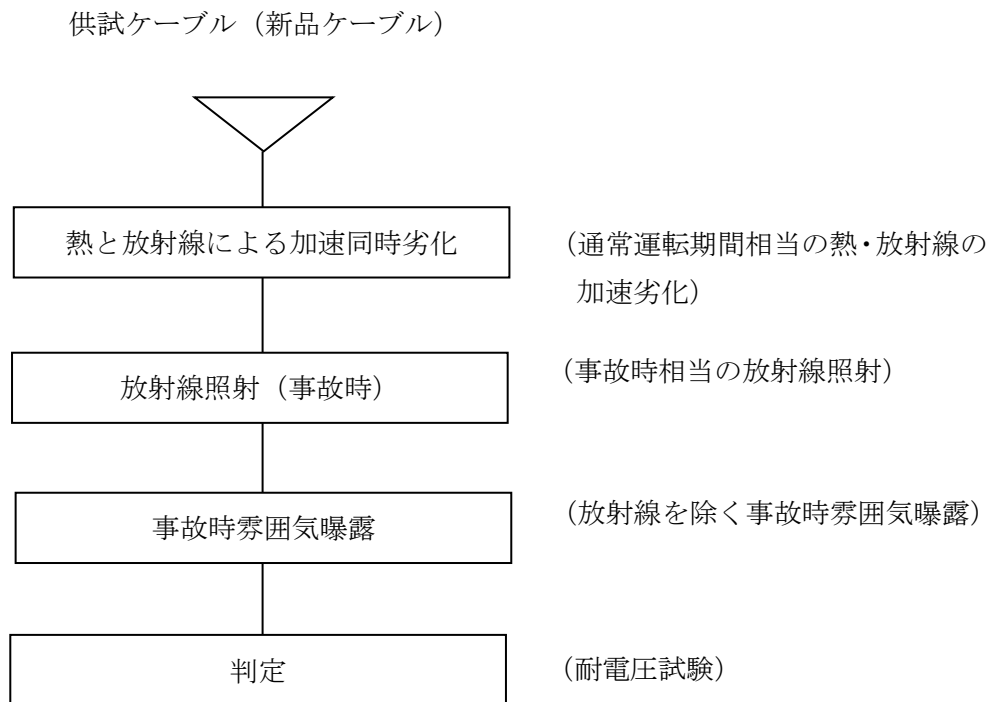 供試ケーブル（新品ケーブル）
熱と放射線による加速同時劣化
（通常運転期間相当の熱・放射線の
加速劣化）
放射線照射（事故時）
（事故時相当の放射線照射）
事故時雰囲気曝露
（放射線を除く事故時雰囲気曝露）
判定
（耐電圧試験）